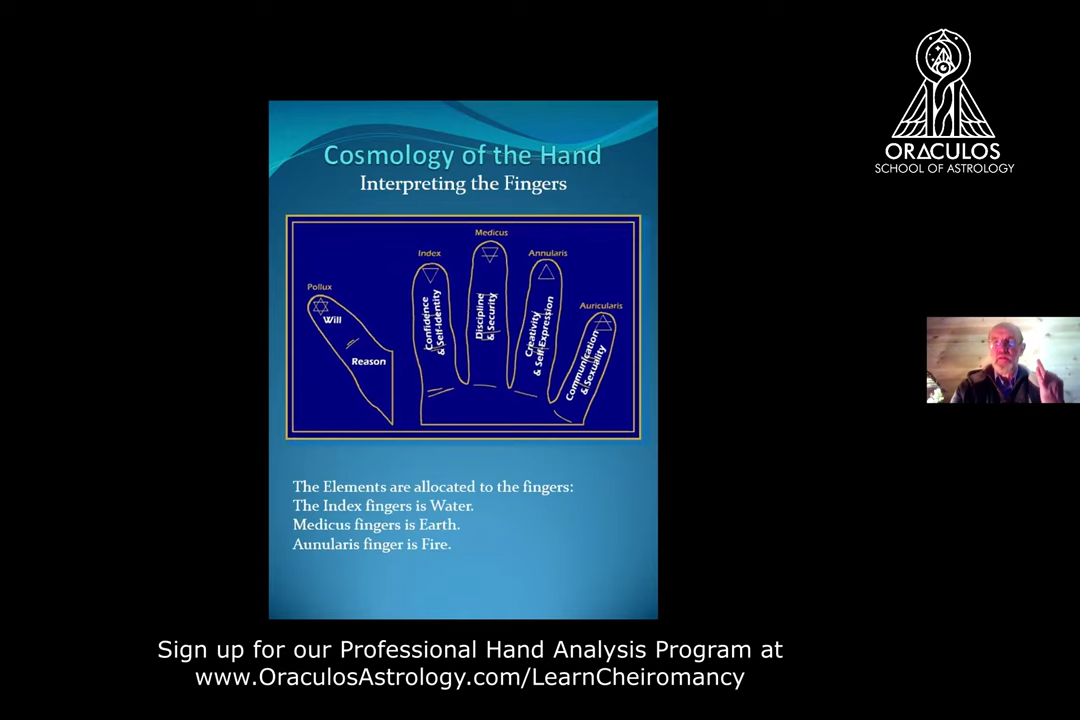 ORACULOS
SCHOOL OF ASTROLOGY
Cosmology of the Hand
Interpreting the Fingers
Medicus
Index
Annularis
Pollux
Auricularis
Will
Reason
Confidence
& Self-Identity
Discipline
& Security
Creativity
& Self-Expression
Communication
& Sexuality
The Elements are allocated to the fingers:
The Index fingers is Water.
Medicus fingers is Earth.
Aunularis finger is Fire.
Sign up for our Professional Hand Analysis Program at
www.OraculosAstrology.com/LearnCheiromancy